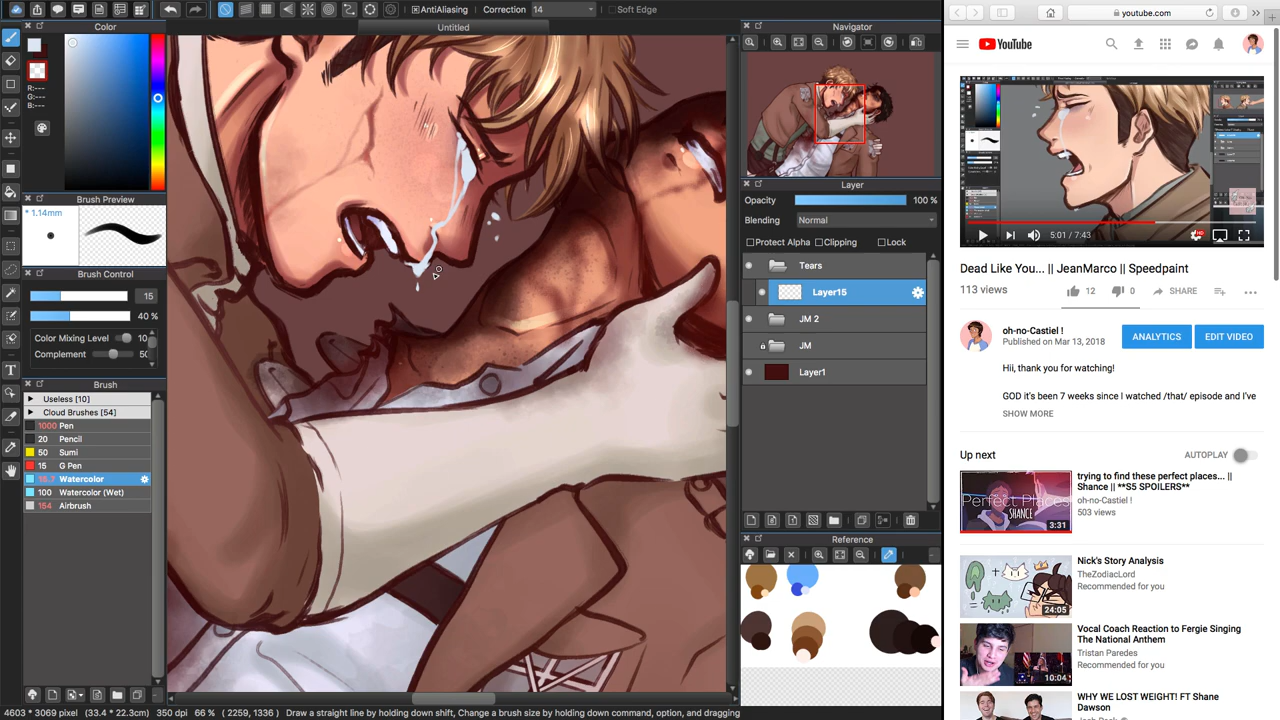 AntiAliasing
Correction
14
Soft Edge
Untitled
Color
R:---
G:---
B:---
Brush Preview
* 1.14mm
Brush Control
15
40 %
Color Mixing Level
10
Complement
50
Brush
Useless [10]
Cloud Brushes [54]
1000 Pen
20 Pencil
50 Sumi
15 G Pen
Watercolor
100 Watercolor (Wet)
154 Airbrush
4603 * 3069 pixel (33.4 * 22.3cm) 350 dpi 66 % ( 2259, 1336 ) Draw a straight line by holding down shift, Change a brush size by holding down command, option, and dragging
Navigator
Layer
Opacity
100 %
Blending
Normal
Protect Alpha
Clipping
Lock
Tears
Layer15
JM 2
JM
Layer1
Reference
youtube.com
YouTube
5:01 / 7:43
HD
Dead Like You... || JeanMarco || Speedpaint
113 views
12
0
SHARE
oh-no-Castiel !
Published on Mar 13, 2018
ANALYTICS
EDIT VIDEO
Hii, thank you for watching!
GOD it's been 7 weeks since I watched /that/ episode and I've
SHOW MORE
Up next
AUTOPLAY
Perfect Places
SHANCE
3:31
trying to find these perfect places... ||
Shance || **S5 SPOILERS**
oh-no-Castiel !
503 views
24:05
Nick's Story Analysis
TheZodiacLord
Recommended for you
10:04
Vocal Coach Reaction to Fergie Singing
The National Anthem
Tristan Paredes
Recommended for you
WHY WE LOST WEIGHT! FT Shane
Dawson